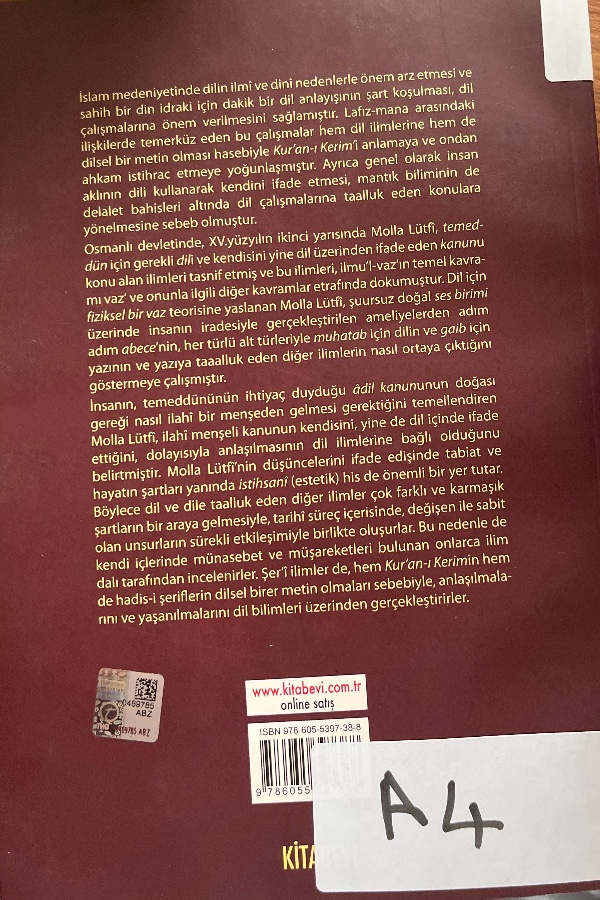 İslam medeniyetinde dilin ilmî ve dini nedenlerle önem arz etmesi ve
sahih bir din idraki için dakik bir dil anlayışının şart koşulması, dil
çalışmalarına önem verilmesini sağlamıştır. Lafız-mana arasındaki
ilişkilerde temerküz eden bu çalışmalar hem dil ilimlerine hem de
dilsel bir metin olması hasebiyle Kur'an-ı Kerim'i anlamaya ve ondan
ahkam istihrac etmeye yoğunlaşmıştır. Ayrıca genel olarak insan
aklının dili kullanarak kendini ifade etmesi, mantık biliminin de
delalet bahisleri altında dil çalışmalarına taalluk eden konulara
yönelmesine sebeb olmuştur.
Osmanlı devletinde, XV.yüzyılın ikinci yarısında Molla Lütfî, temed-
dün için gerekli dili ve kendisini yine dil üzerinden ifade eden kanunu
konu alan ilimleri tasnif etmiş ve bu ilimleri, ilmu'l-vaz'ın temel kavra-
mı vaz' ve onunla ilgili diğer kavramlar etrafında dokumuştur. Dil için
fiziksel bir vaz teorisine yaslanan Molla Lütfî, şuursuz doğal ses birimi
üzerinde insanın iradesiyle gerçekleştirilen ameliyelerden adım
adım abece'nin, her türlü alt türleriyle muhatab için dilin ve gaib için
yazının ve yazıya taaalluk eden diğer ilimlerin nasıl ortaya çıktığını
göstermeye çalışmıştır.
İnsanın, temeddününün ihtiyaç duyduğu âdil kanununun doğası
gereği nasıl ilahî bir menşeden gelmesi gerektiğini temellendiren
Molla Lütfî, ilahî menşeli kanunun kendisini, yine de dil içinde ifade
ettiğini, dolayısıyla anlaşılmasının dil ilimlerine bağlı olduğunu
belirtmiştir. Molla Lütfî'nin düşüncelerini ifade edişinde tabiat ve
hayatın şartları yanında istihsanî (estetik) his de önemli bir yer tutar.
Böylece dil ve dile taalluk eden diğer ilimler çok farklı ve karmaşık
şartların bir araya gelmesiyle, tarihî süreç içerisinde, değişen ile sabit
olan unsurların sürekli etkileşimiyle birlikte oluşurlar. Bu nedenle de
kendi içlerinde münasebet ve müşareketleri bulunan onlarca ilim
dalı tarafından incelenirler. Şer'î ilimler de, hem Kur'an-ı Kerimin hem
de hadis-i şeriflerin dilsel birer metin olmaları sebebiyle, anlaşılmala-
rını ve yaşanılmalarını dil bilimleri üzerinden gerçekleştirirler.
0489785
ABZ
www.kitabevi.com.tr
online satış
ISBN 978-605-5397-38-8
9 786055
A4